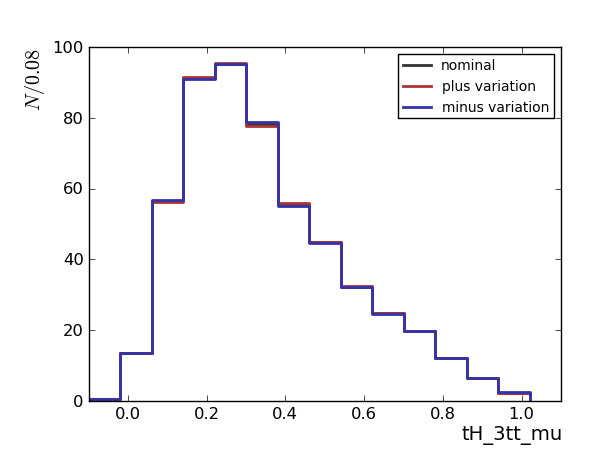 N/0.08
100
80
60
40
20
0
nominal
plus variation
minus variation
0.0 0.2 0.4 0.6 0.8 1.0
tH_3tt_mu